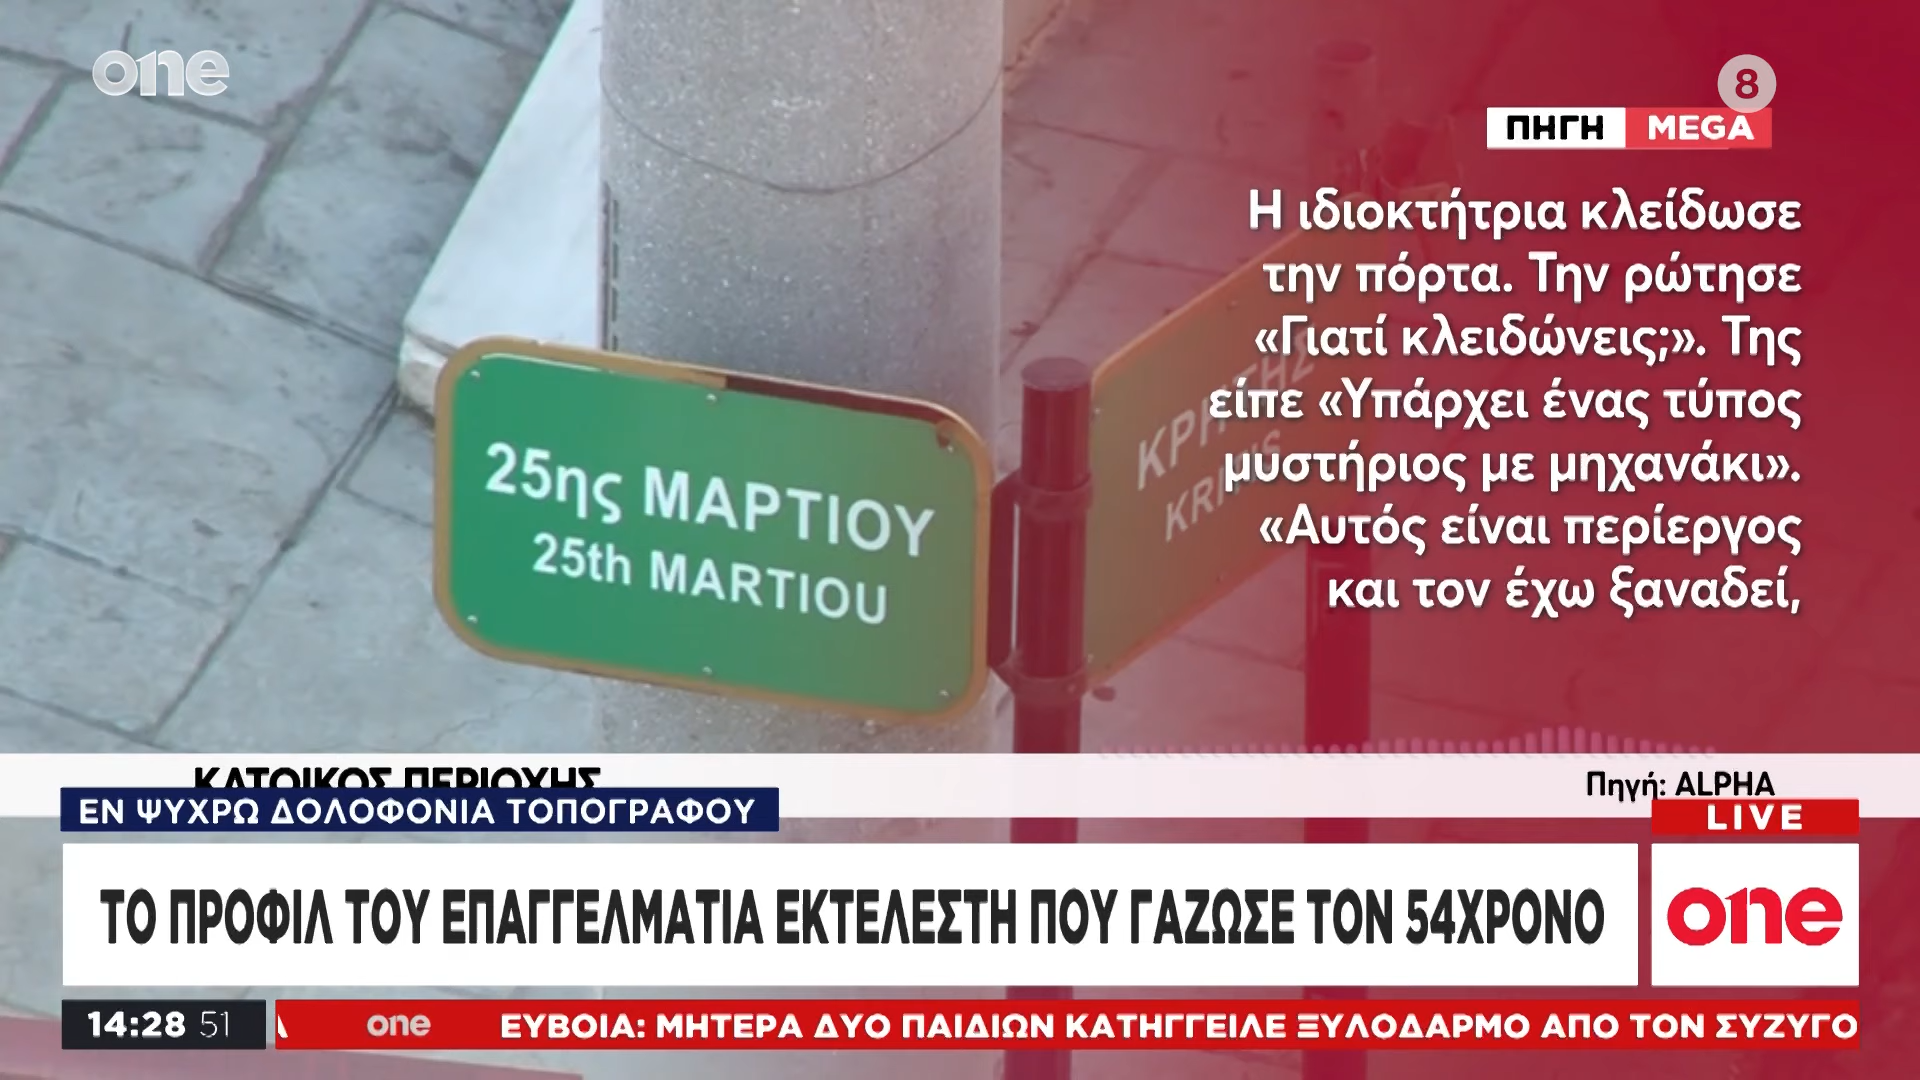 one
8
ΠΗΓΗ MEGA
Η ιδιοκτήτρια κλείδωσε
την πόρτα. Την ρώτησε
«Γιατί κλειδώνεις;». Της
είπε «Υπάρχει ένας τύπος
μυστήριος με μηχανάκι».
«Αυτός είναι περίεργος
και τον έχω ξαναδεί,
25ης ΜΑΡΤΙΟΥ
25th MARTIOU
ΚΡΗΤΗΣ
KRITIS
ΚΑΤΟΙΚΟΣ ΠΕΡΙΟΧΗΣ
Πηγή: ALPHA
ΕΝ ΨΥΧΡΩ ΔΟΛΟΦΟΝΙΑ ΤΟΠΟΓΡΑΦΟΥ
LIVE
ΤΟ ΠΡΟΦΙΛ ΤΟΥ ΕΠΑΓΓΕΛΜΑΤΙΑ ΕΚΤΕΛΕΣΤΗ ΠΟΥ ΓΑΖΩΣΕ ΤΟΝ 54ΧΡΟΝΟ
one
14:28 51
one ΕΥΒΟΙΑ: ΜΗΤΕΡΑ ΔΥΟ ΠΑΙΔΙΩΝ ΚΑΤΗΓΓΕΙΛΕ ΞΥΛΟΔΑΡΜΟ ΑΠΟ ΤΟΝ ΣΥΖΥΓΟ